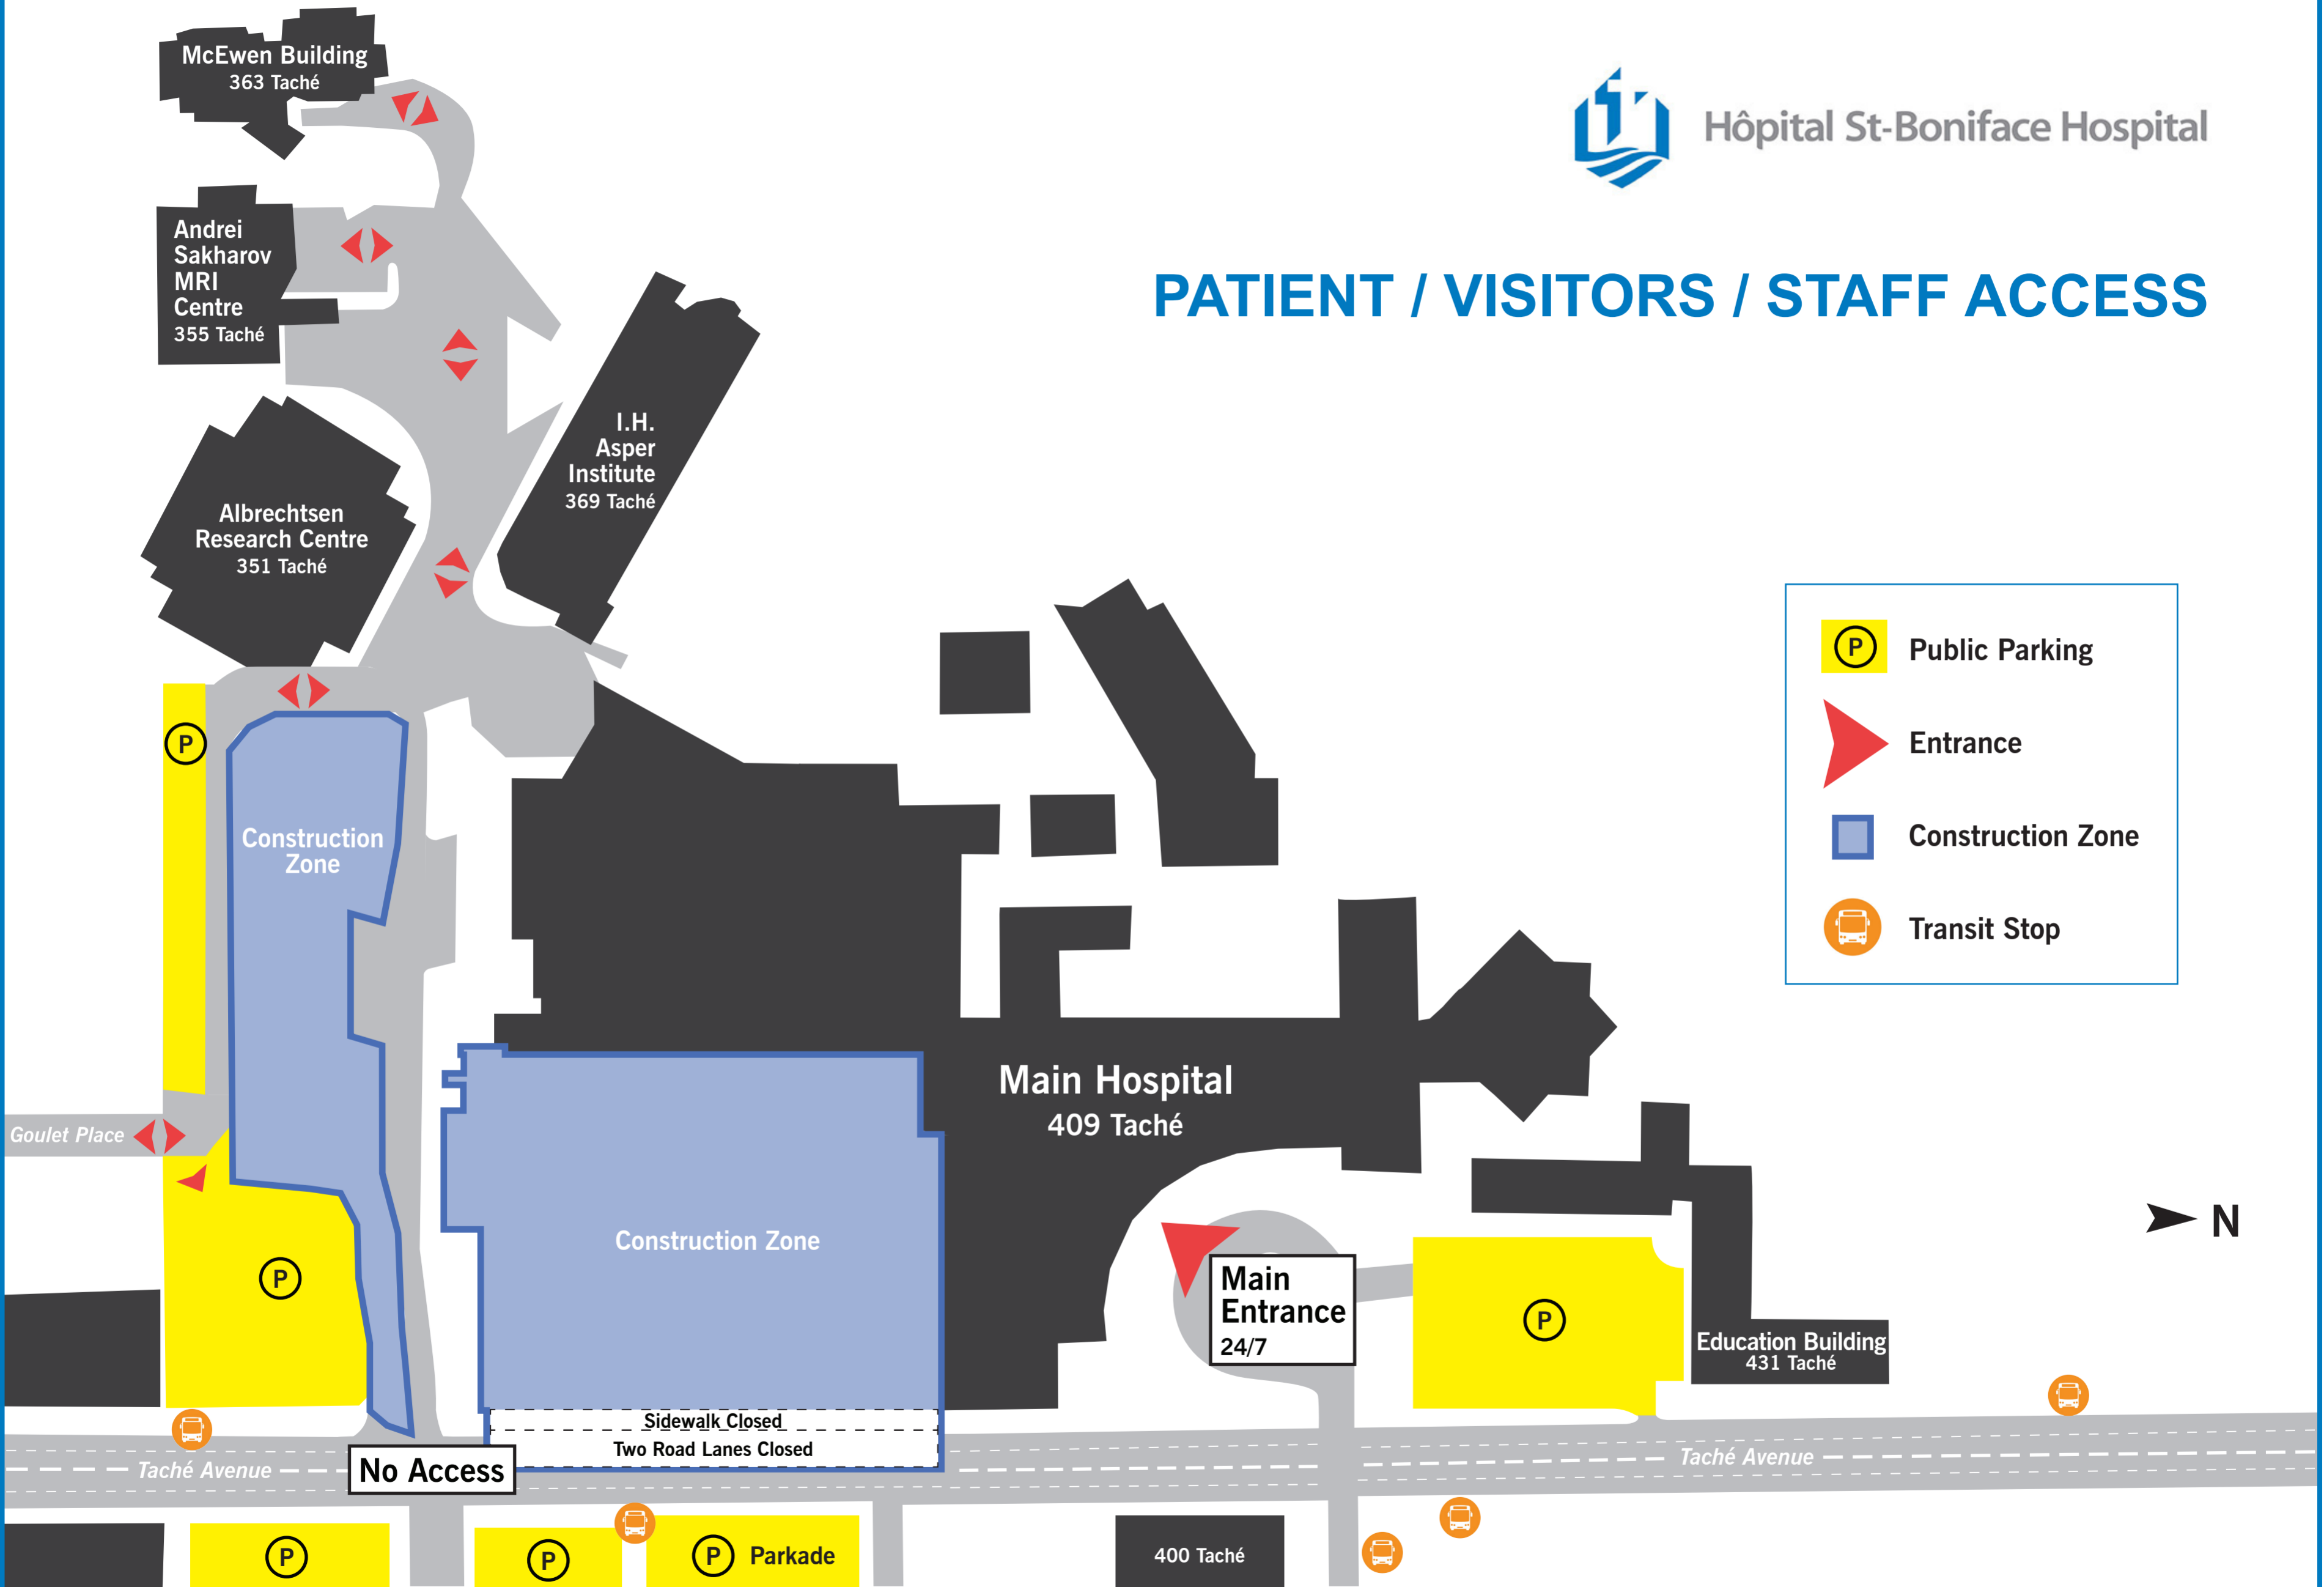 McEwen Building
363 Taché
Hôpital St-Boniface Hospital
Andrei
Sakharov
MRI
Centre
355 Taché
PATIENT / VISITORS / STAFF ACCESS
I.H.
Asper
Institute
369 Taché
Albrechtsen
Research Centre
351 Taché
P
Public Parking
Entrance
Construction Zone
Transit Stop
P
Construction
Zone
Main Hospital
409 Taché
Goulet Place
Construction Zone
N
P
Main
Entrance
24/7
P
Education Building
431 Taché
Sidewalk Closed
Two Road Lanes Closed
Taché Avenue
No Access
Taché Avenue
P
P
P Parkade
400 Taché